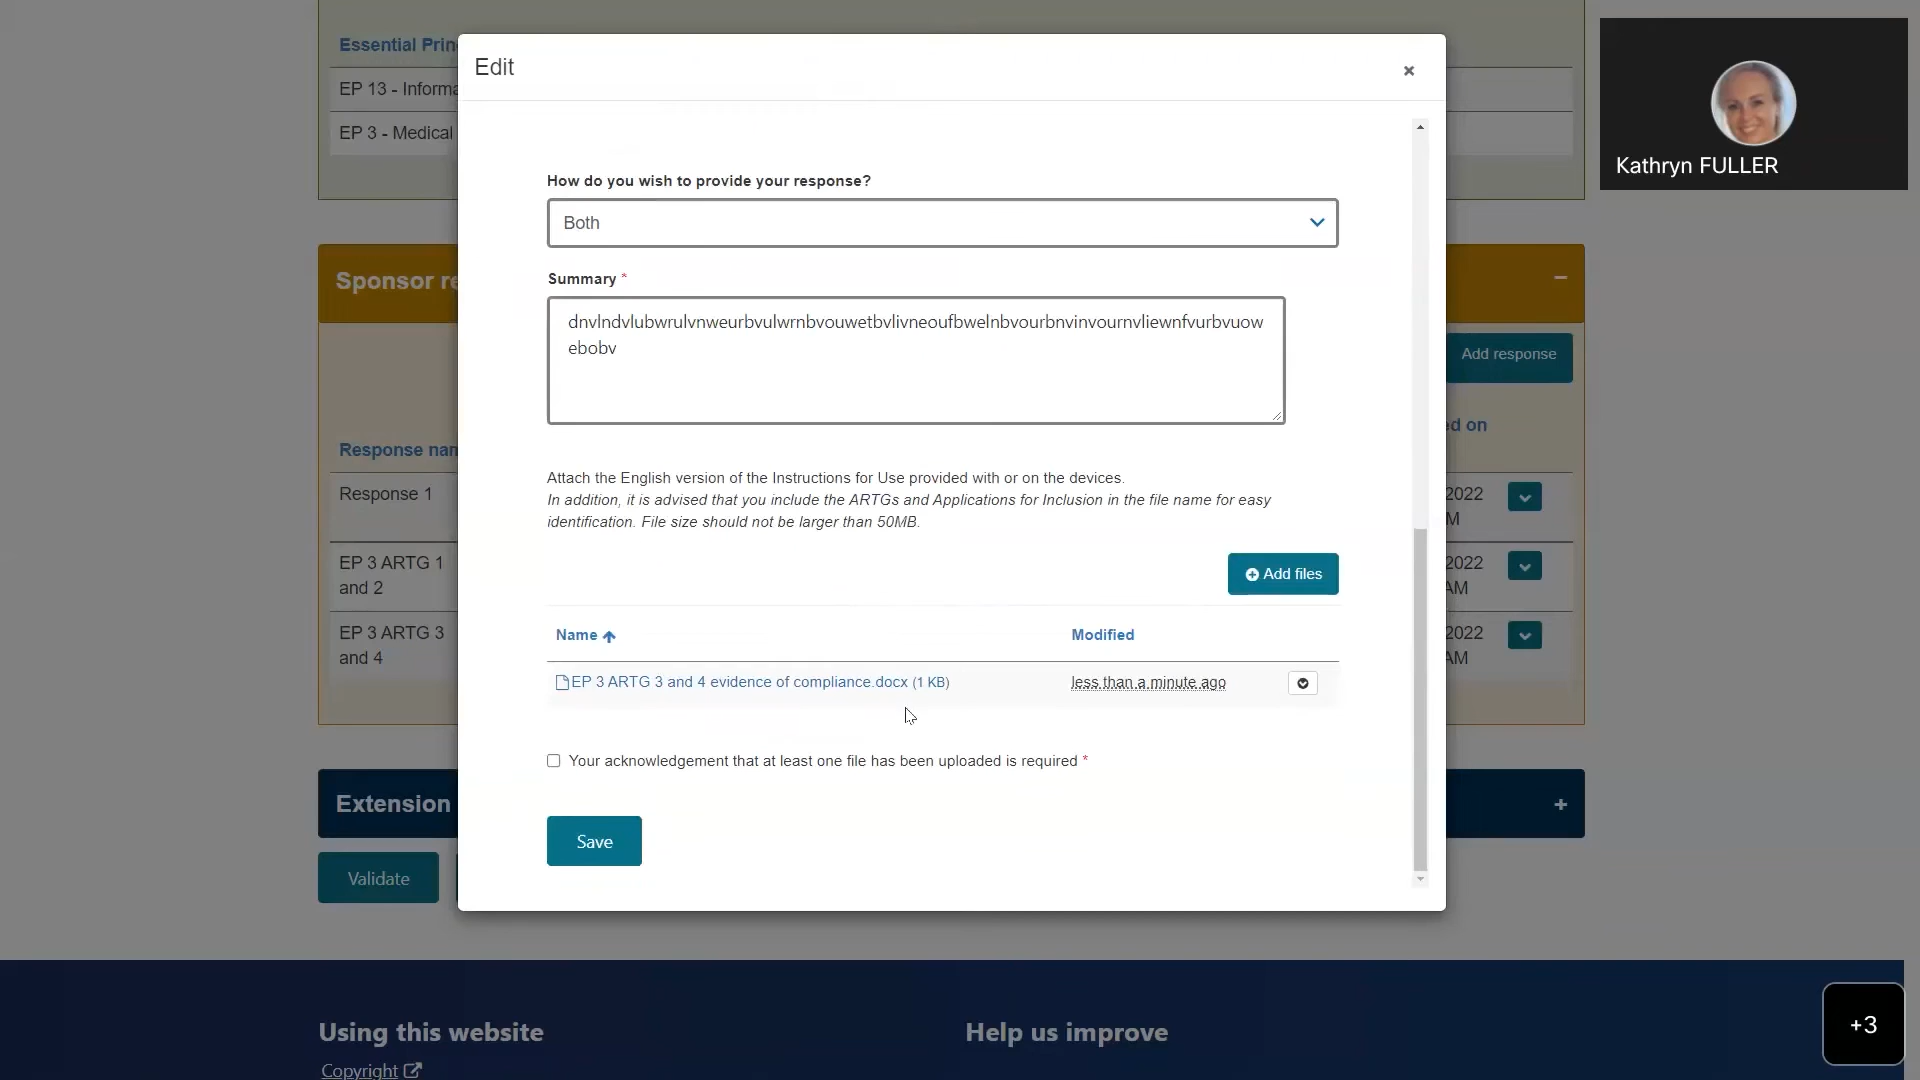 Essential Prin
EP 13 - Informa
EP 3 - Medical
Edit
×
Kathryn FULLER
How do you wish to provide your response?
Both
Summary *
dnvlndvlubwrulvnweurbvulwrnbvouwetbvlivneoufbwelnbvourbnvinvournvliewnfvurbvuow
ebobv
Attach the English version of the Instructions for Use provided with or on the devices.
In addition, it is advised that you include the ARTGs and Applications for Inclusion in the file name for easy
identification. File size should not be larger than 50MB.
Add files
Name
Modified
EP 3 ARTG 3 and 4 evidence of compliance.docx (1 KB)
less than a minute ago
Your acknowledgement that at least one file has been uploaded is required *
Save
Sponsor re
Add response
Response nam
ed on
Response 1
2022
M
EP 3 ARTG 1
and 2
2022
AM
EP 3 ARTG 3
and 4
2022
AM
Extension
Validate
Using this website
Copyright
Help us improve
+3